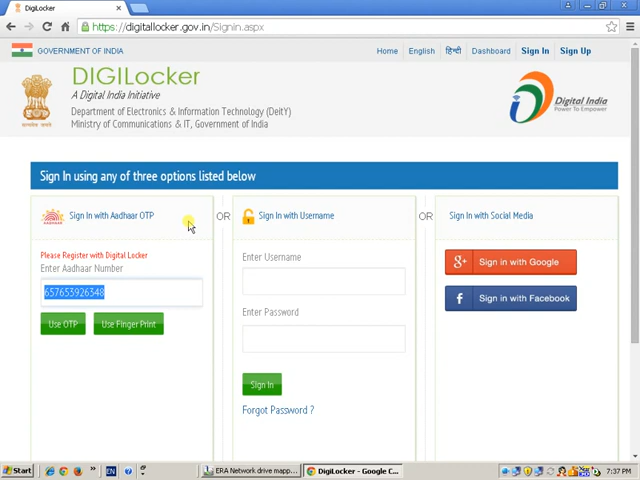 DigiLocker
https://digitallocker.gov.in/Signin.aspx
GOVERNMENT OF INDIA
Home English हिन्दी Dashboard Sign In Sign Up
DIGILocker
A Digital India Initiative
Department of Electronics & Information Technology (DeitY)
Ministry of Communications & IT, Government of India
Digital India
Power To Empower
Sign In using any of three options listed below
Sign In with Aadhaar OTP OR Sign In with Username OR Sign In with Social Media
AADHAAR
Please Register with Digital Locker
Enter Aadhaar Number
657653926348
Use OTP Use Finger Print
Enter Username
Enter Password
Sign In
Forgot Password ?
g+ Sign in with Google
f Sign in with Facebook
Start EN ERA Network drive mapp... DigiLocker - Google C... 7:37 PM